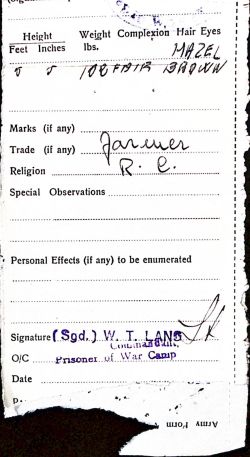 Height Weight Complexion Hair Eyes
Feet Inches lbs. HAZEL
5 5 102 FAIR BROWN
Marks (if any)
Trade (if any) Farmer
Religion R. C.
Special Observations
Personal Effects (if any) to be enumerated
Signature (Sgd.) W. T. LANG
Commandant,
O/C Prisoner of War Camp
Date
Army Form